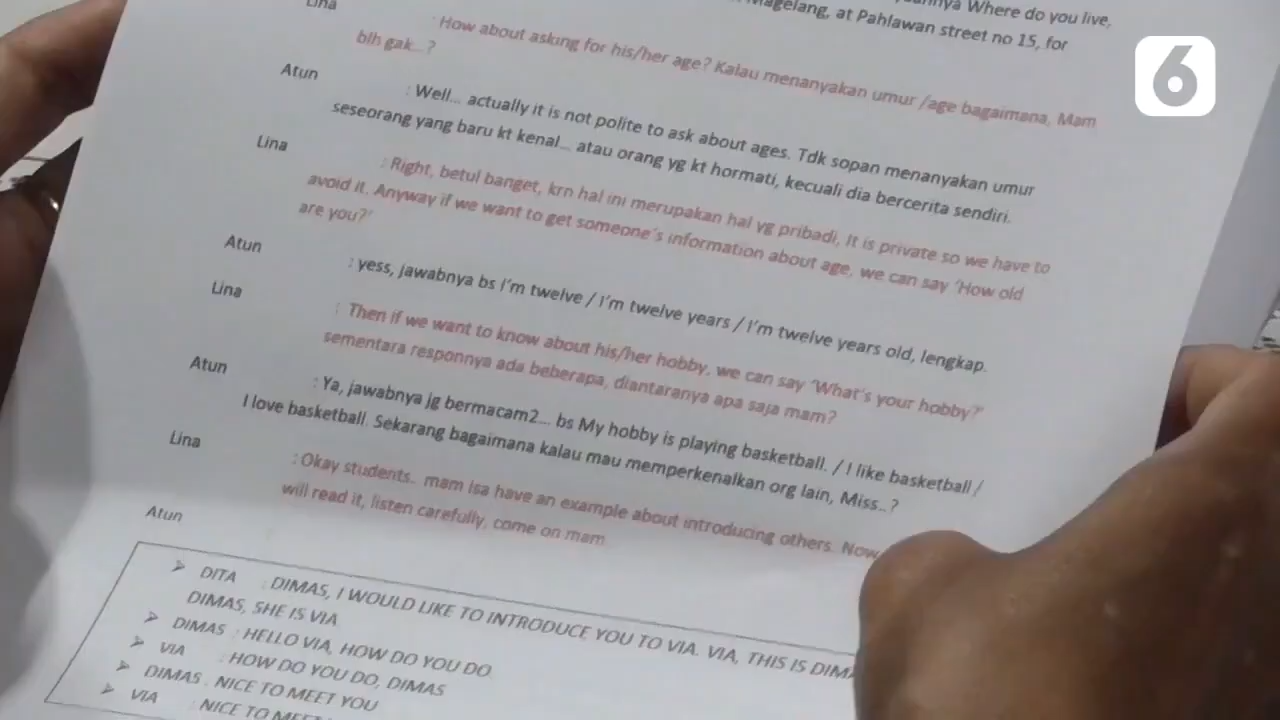 Where do you live,
Magelang, at Pahlawan street no 15, for
Lina : How about asking for his/her age? Kalau menanyakan umur /age bagaimana, Mam
blh gak...?
Atun : Well... actually it is not polite to ask about ages. Tdk sopan menanyakan umur
seseorang yang baru kt kenal... atau orang yg kt hormati, kecuali dia bercerita sendiri.
Lina : Right, betul banget, krn hal ini merupakan hal yg pribadi, It is private so we have to
avoid it. Anyway if we want to get someone's information about age, we can say 'How old
are you?'
Atun : yess, jawabnya bs I'm twelve / I'm twelve years / I'm twelve years old, lengkap.
Lina : Then if we want to know about his/her hobby, we can say 'What's your hobby?'
sementara responnya ada beberapa, diantaranya apa saja mam?
Atun : Ya, jawabnya jg bermacam2... bs My hobby is playing basketball. / I like basketball /
I love basketball. Sekarang bagaimana kalau mau memperkenalkan org lain, Miss..?
Lina : Okay students. mam isa have an example about introducing others. Now
will read it, listen carefully, come on mam
Atun
➢ DITA : DIMAS, I WOULD LIKE TO INTRODUCE YOU TO VIA. VIA, THIS IS
DIMAS, SHE IS VIA
➢ DIMAS : HELLO VIA, HOW DO YOU DO.
➢ VIA : HOW DO YOU DO, DIMAS
➢ DIMAS : NICE TO MEET YOU
➢ VIA : NICE TO
6